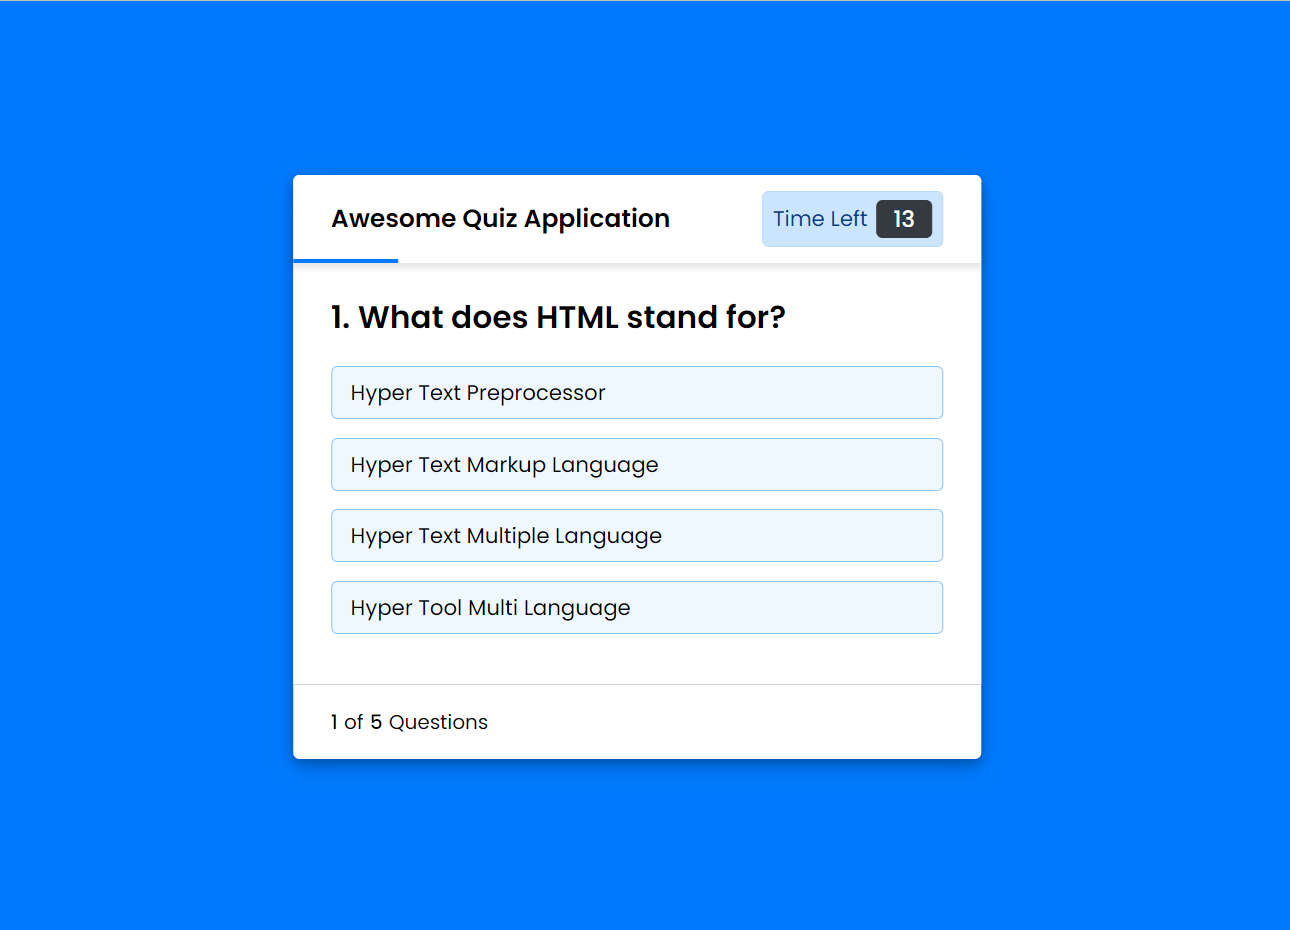 Awesome Quiz Application
Time Left 13
1. What does HTML stand for?
Hyper Text Preprocessor
Hyper Text Markup Language
Hyper Text Multiple Language
Hyper Tool Multi Language
1 of 5 Questions